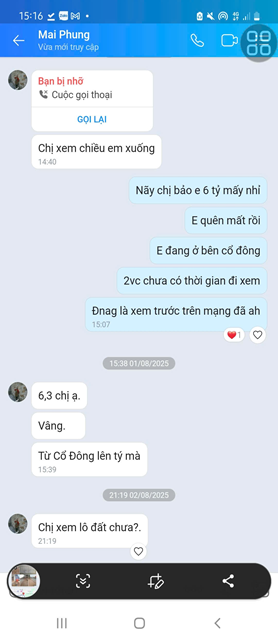 15:16
Mai Phung
Vừa mới truy cập
Bạn bị nhỡ
Cuộc gọi thoại
GỌI LẠI
Chị xem chiều em xuống
14:40
Nãy chị bảo e 6 tỷ mấy nhỉ
E quên mất rồi
E đang ở bên cổ đông
2vc chưa có thời gian đi xem
Đnag là xem trước trên mạng đã ah
15:07
1
15:38 01/08/2025
6,3 chị ạ.
Vâng.
Từ Cổ Đông lên tý mà
15:39
21:19 02/08/2025
Chị xem lô đất chưa?.
21:19